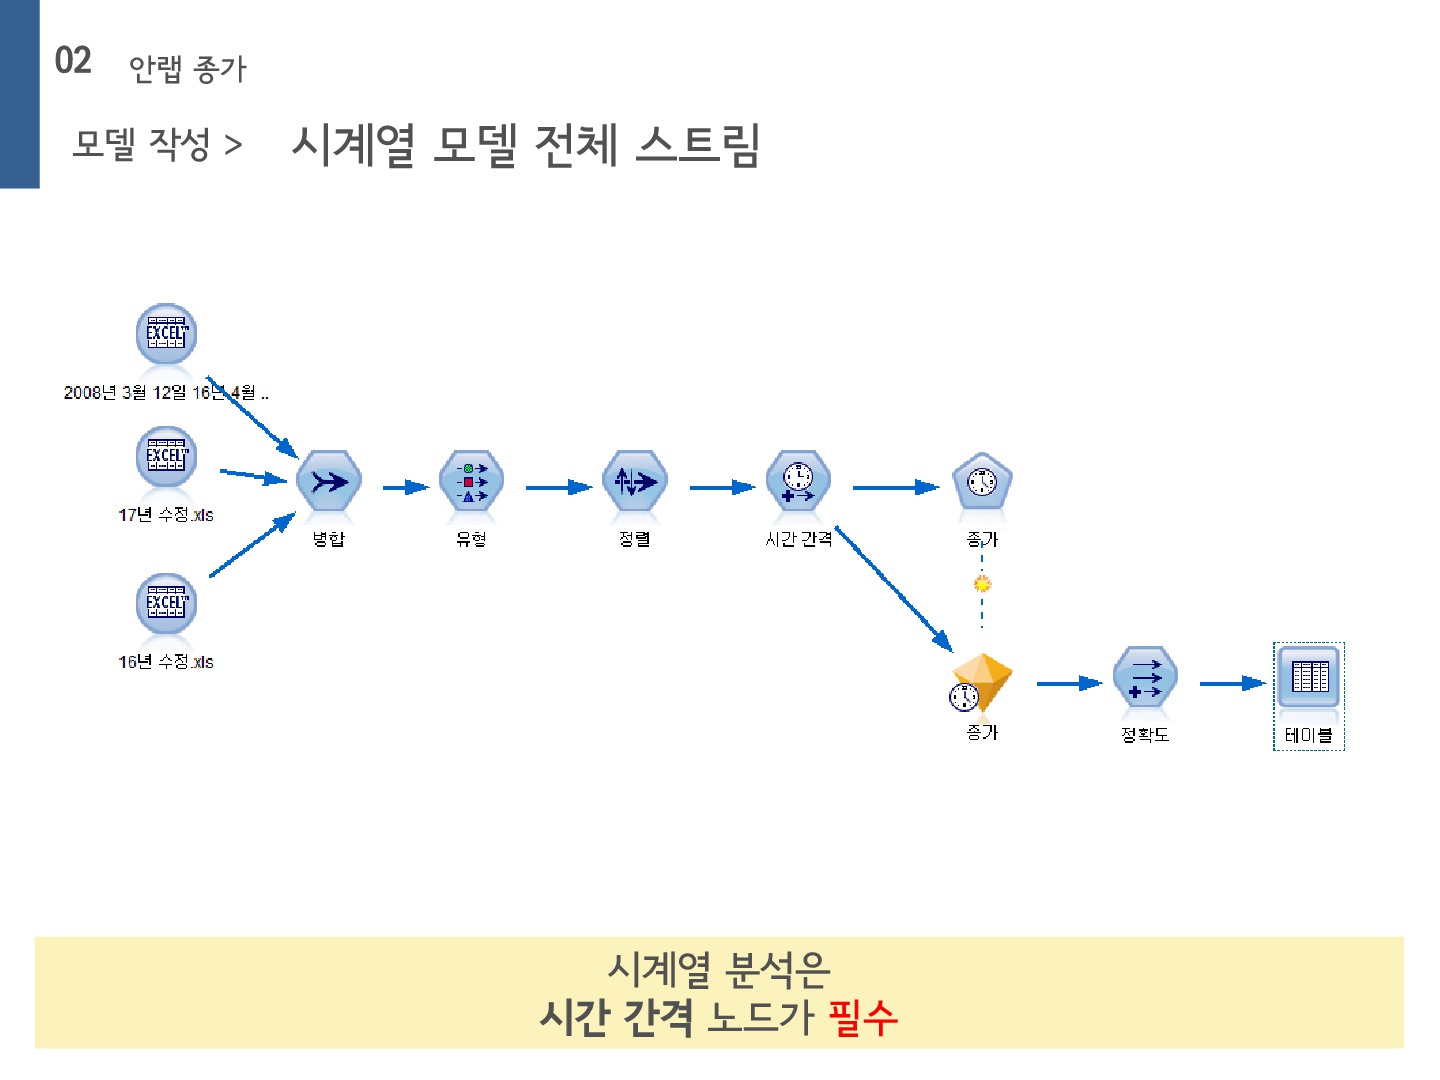 02 안랩 종가
모델 작성 > 시계열 모델 전체 스트림
EXCEL
2008년 3월 12일 16년 4월 ..
EXCEL
17년 수정.xls
EXCEL
16년 수정.xls
병합
유형
정렬
시간 간격
종가
종가
정확도
테이블
시계열 분석은
시간 간격 노드가 필수